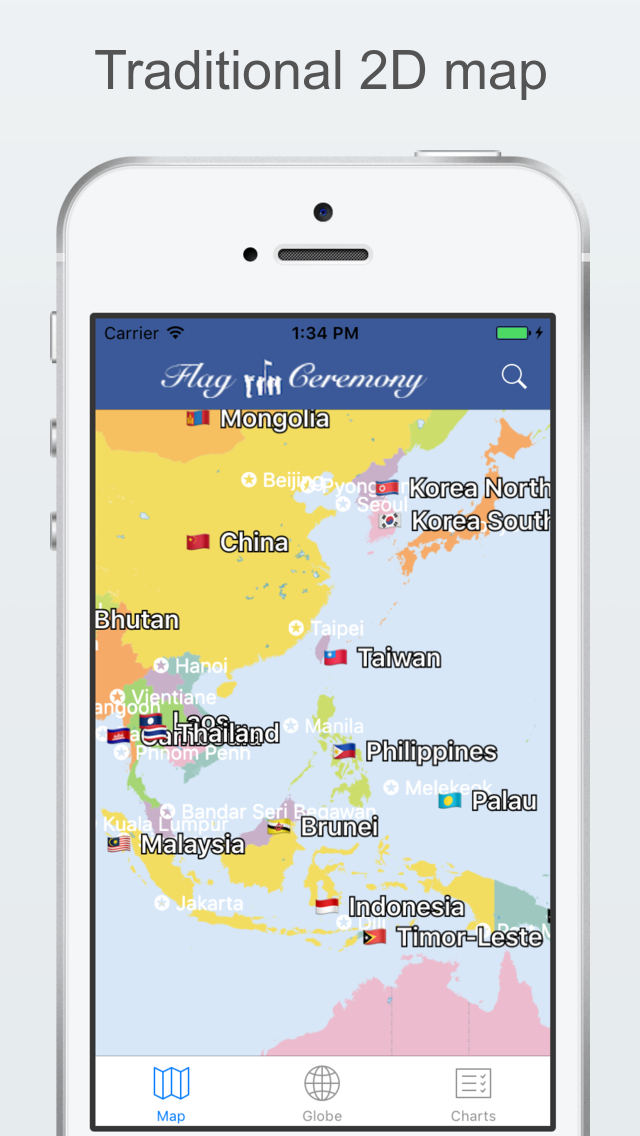 Traditional 2D map
Carrier
1:34 PM
Flag Ceremony
Mongolia
Beijing
Pyong
Korea North
Seoul
Korea South
China
Bhutan
Taipei
Taiwan
Hanoi
Vientiane
angoon
Laos
Thailand
Manila
Phnom Penh
Philippines
Melekeok
Palau
Bandar Seri Begawan
Kuala Lumpur
Brunei
Malaysia
Jakarta
Indonesia
Dili
Timor-Leste
Map
Globe
Charts